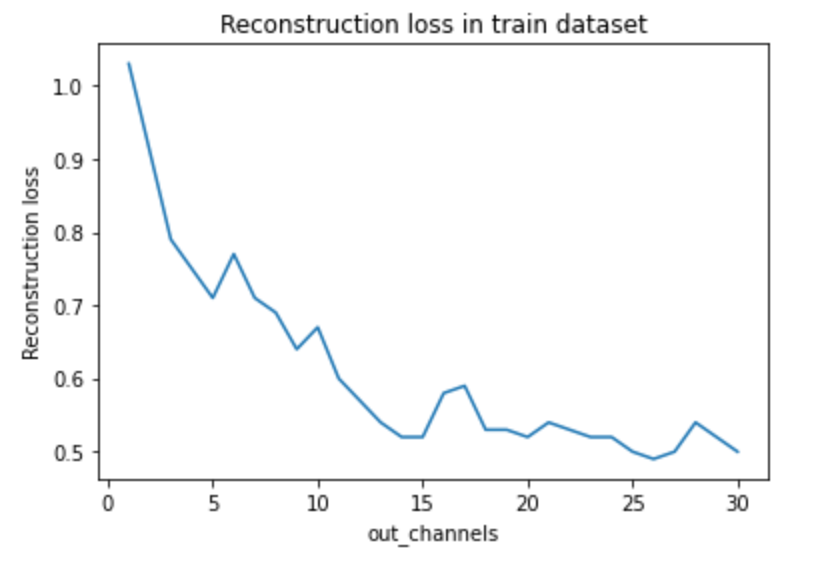 Reconstruction loss in train dataset
Reconstruction loss
1.0
0.9
0.8
0.7
0.6
0.5
0 5 10 15 20 25 30
out_channels